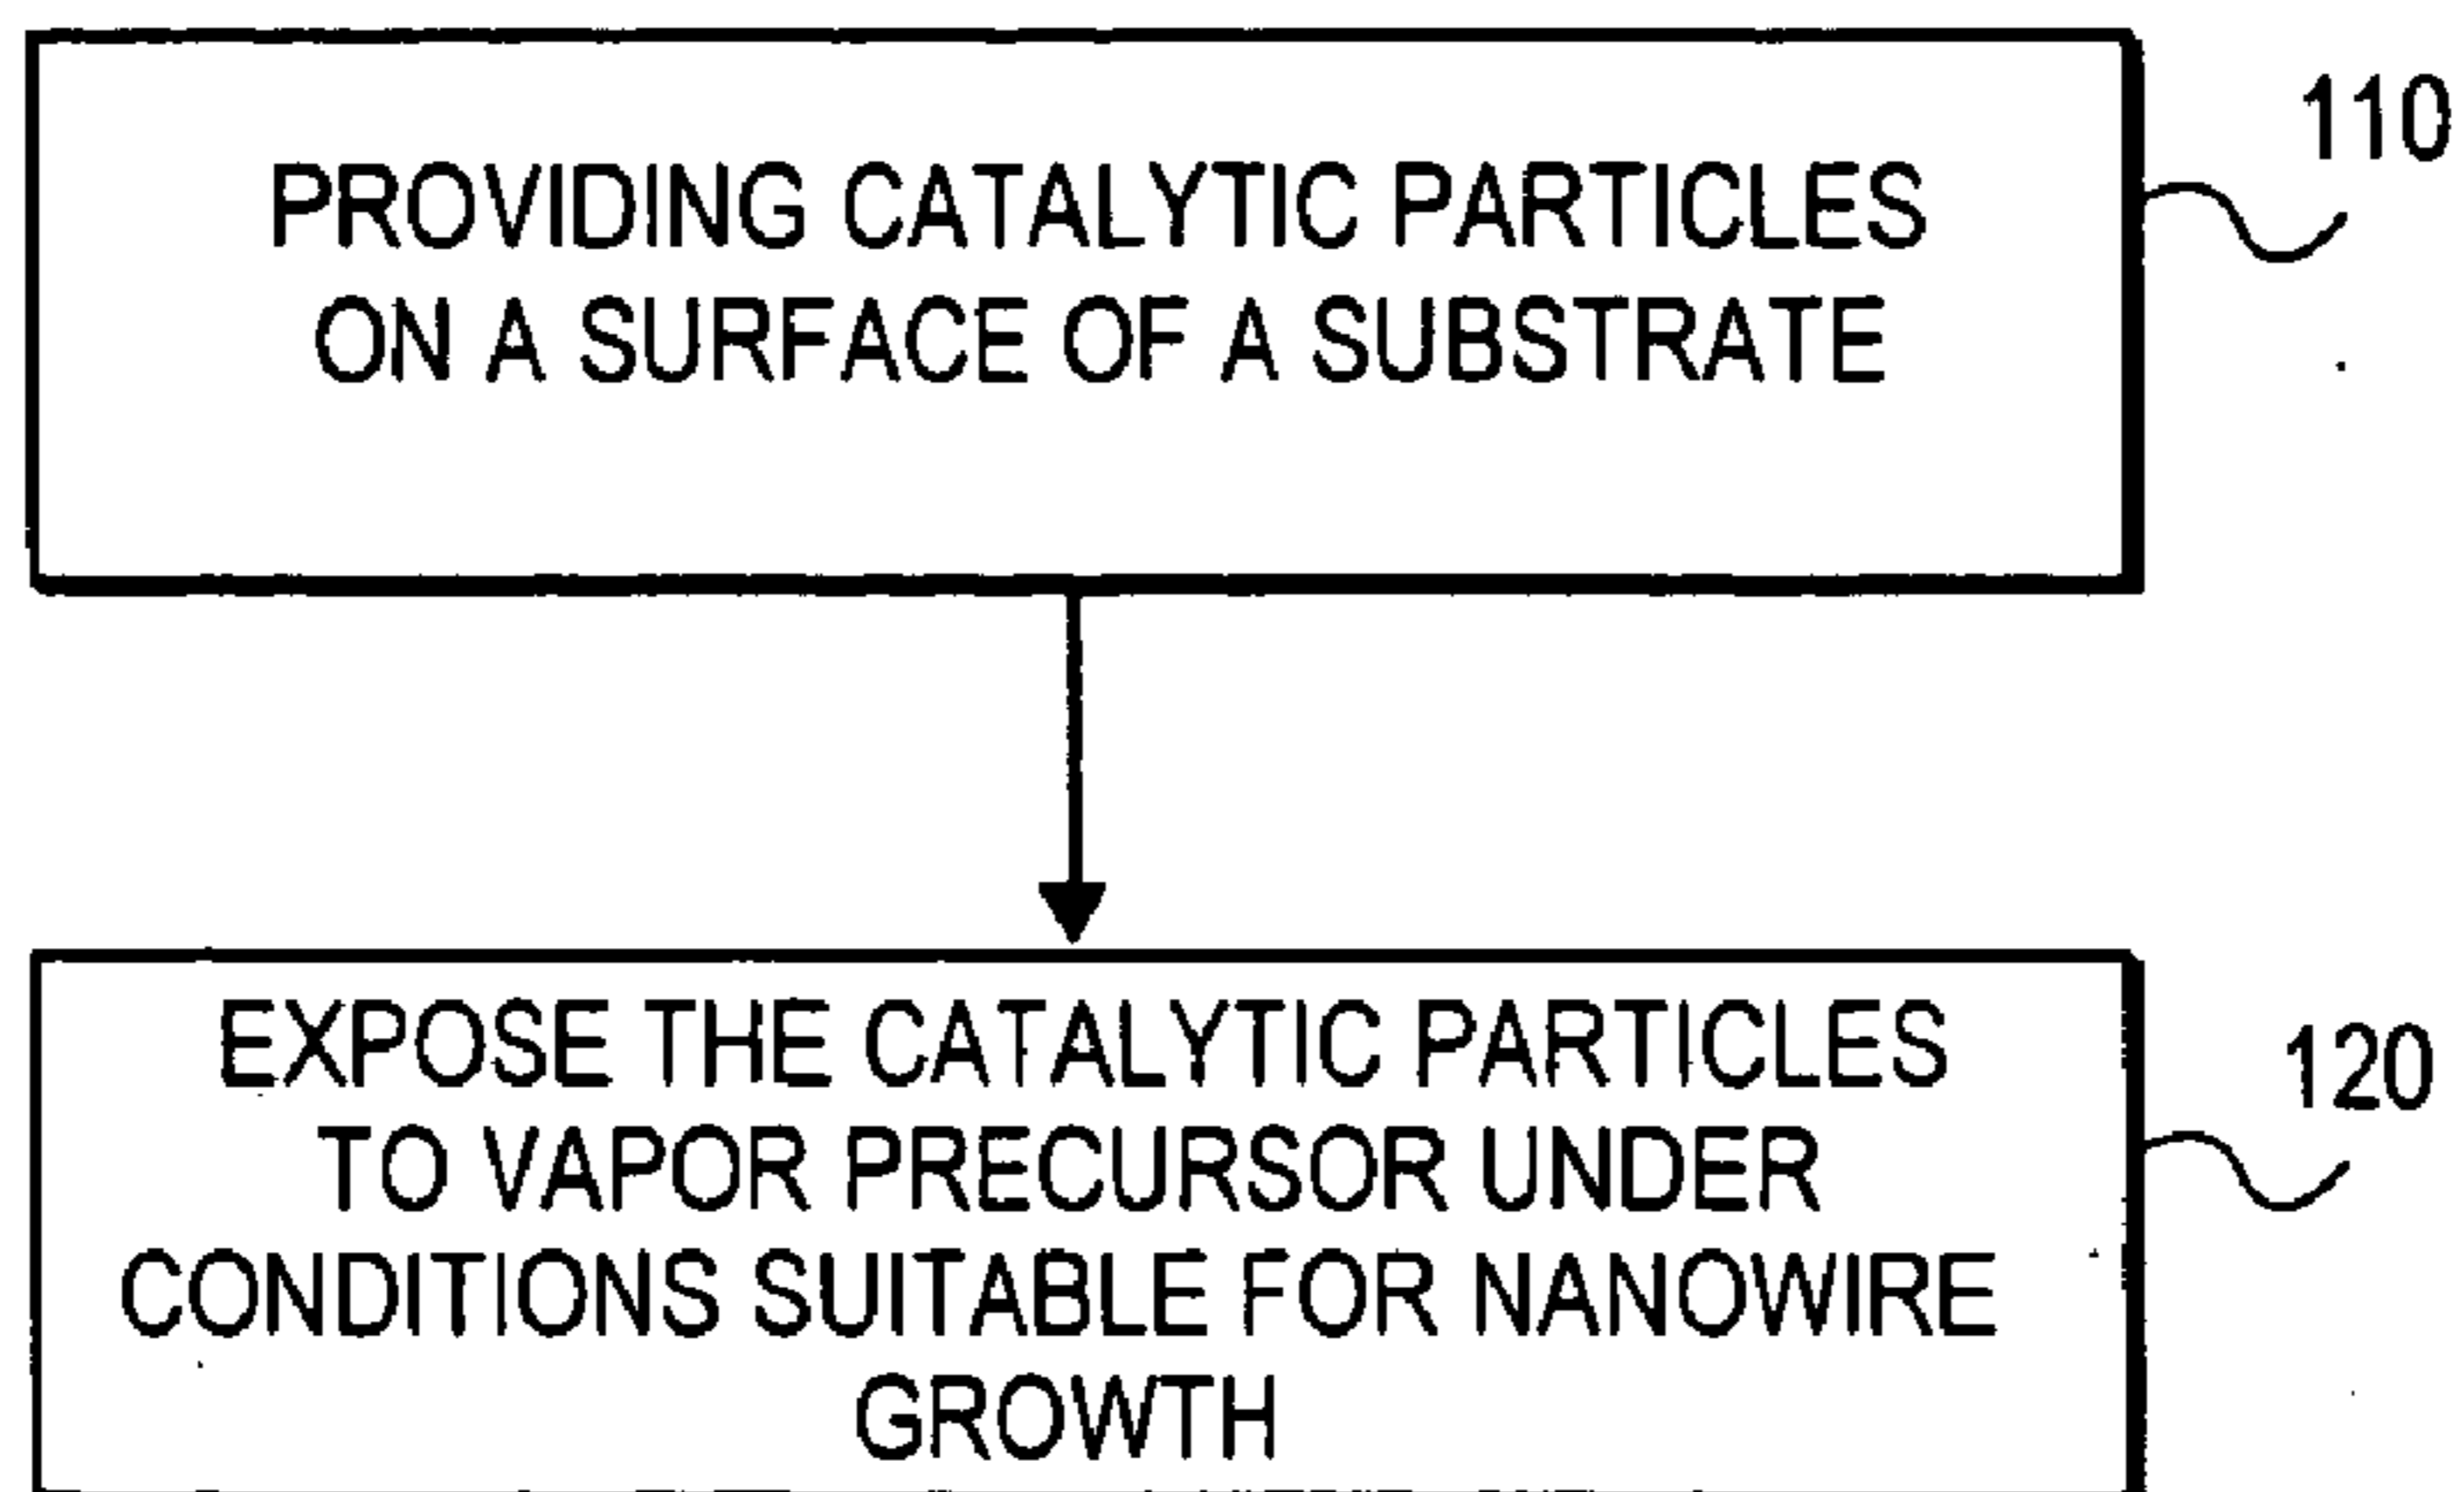 110
PROVIDING CATALYTIC PARTICLES
ON A SURFACE OF A SUBSTRATE
EXPOSE THE CATALYTIC PARTICLES
120
TO VAPOR PRECURSOR UNDER
CONDITIONS SUITABLE FOR NANOWIRE
GROWTH